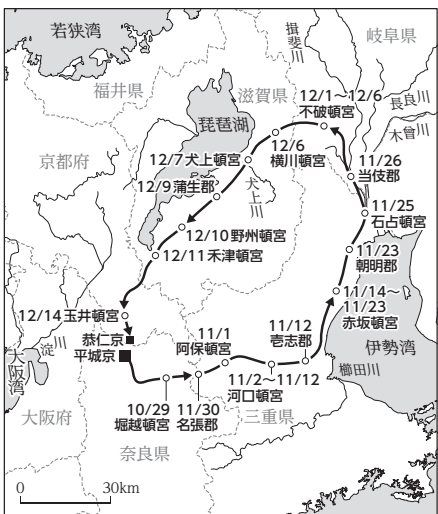 若狭湾
福井県
京都府
琵琶湖
滋賀県
揖斐川
岐阜県
長良川
木曽川
12/1〜12/6
不破頓宮
12/6
横川頓宮
12/7 犬上頓宮
犬上川
12/9 蒲生郡
12/10 野州頓宮
12/11 禾津頓宮
12/14 玉井頓宮
恭仁京
平城京
11/26
当伎郡
11/25
石占頓宮
11/23
朝明郡
11/14〜
11/23
赤坂頓宮
伊勢湾
櫛田川
11/12
壱志郡
11/1
阿保頓宮
11/2〜11/12
河口頓宮
三重県
10/29
堀越頓宮
11/30
名張郡
奈良県
大阪湾
淀川
大阪府
0
30km